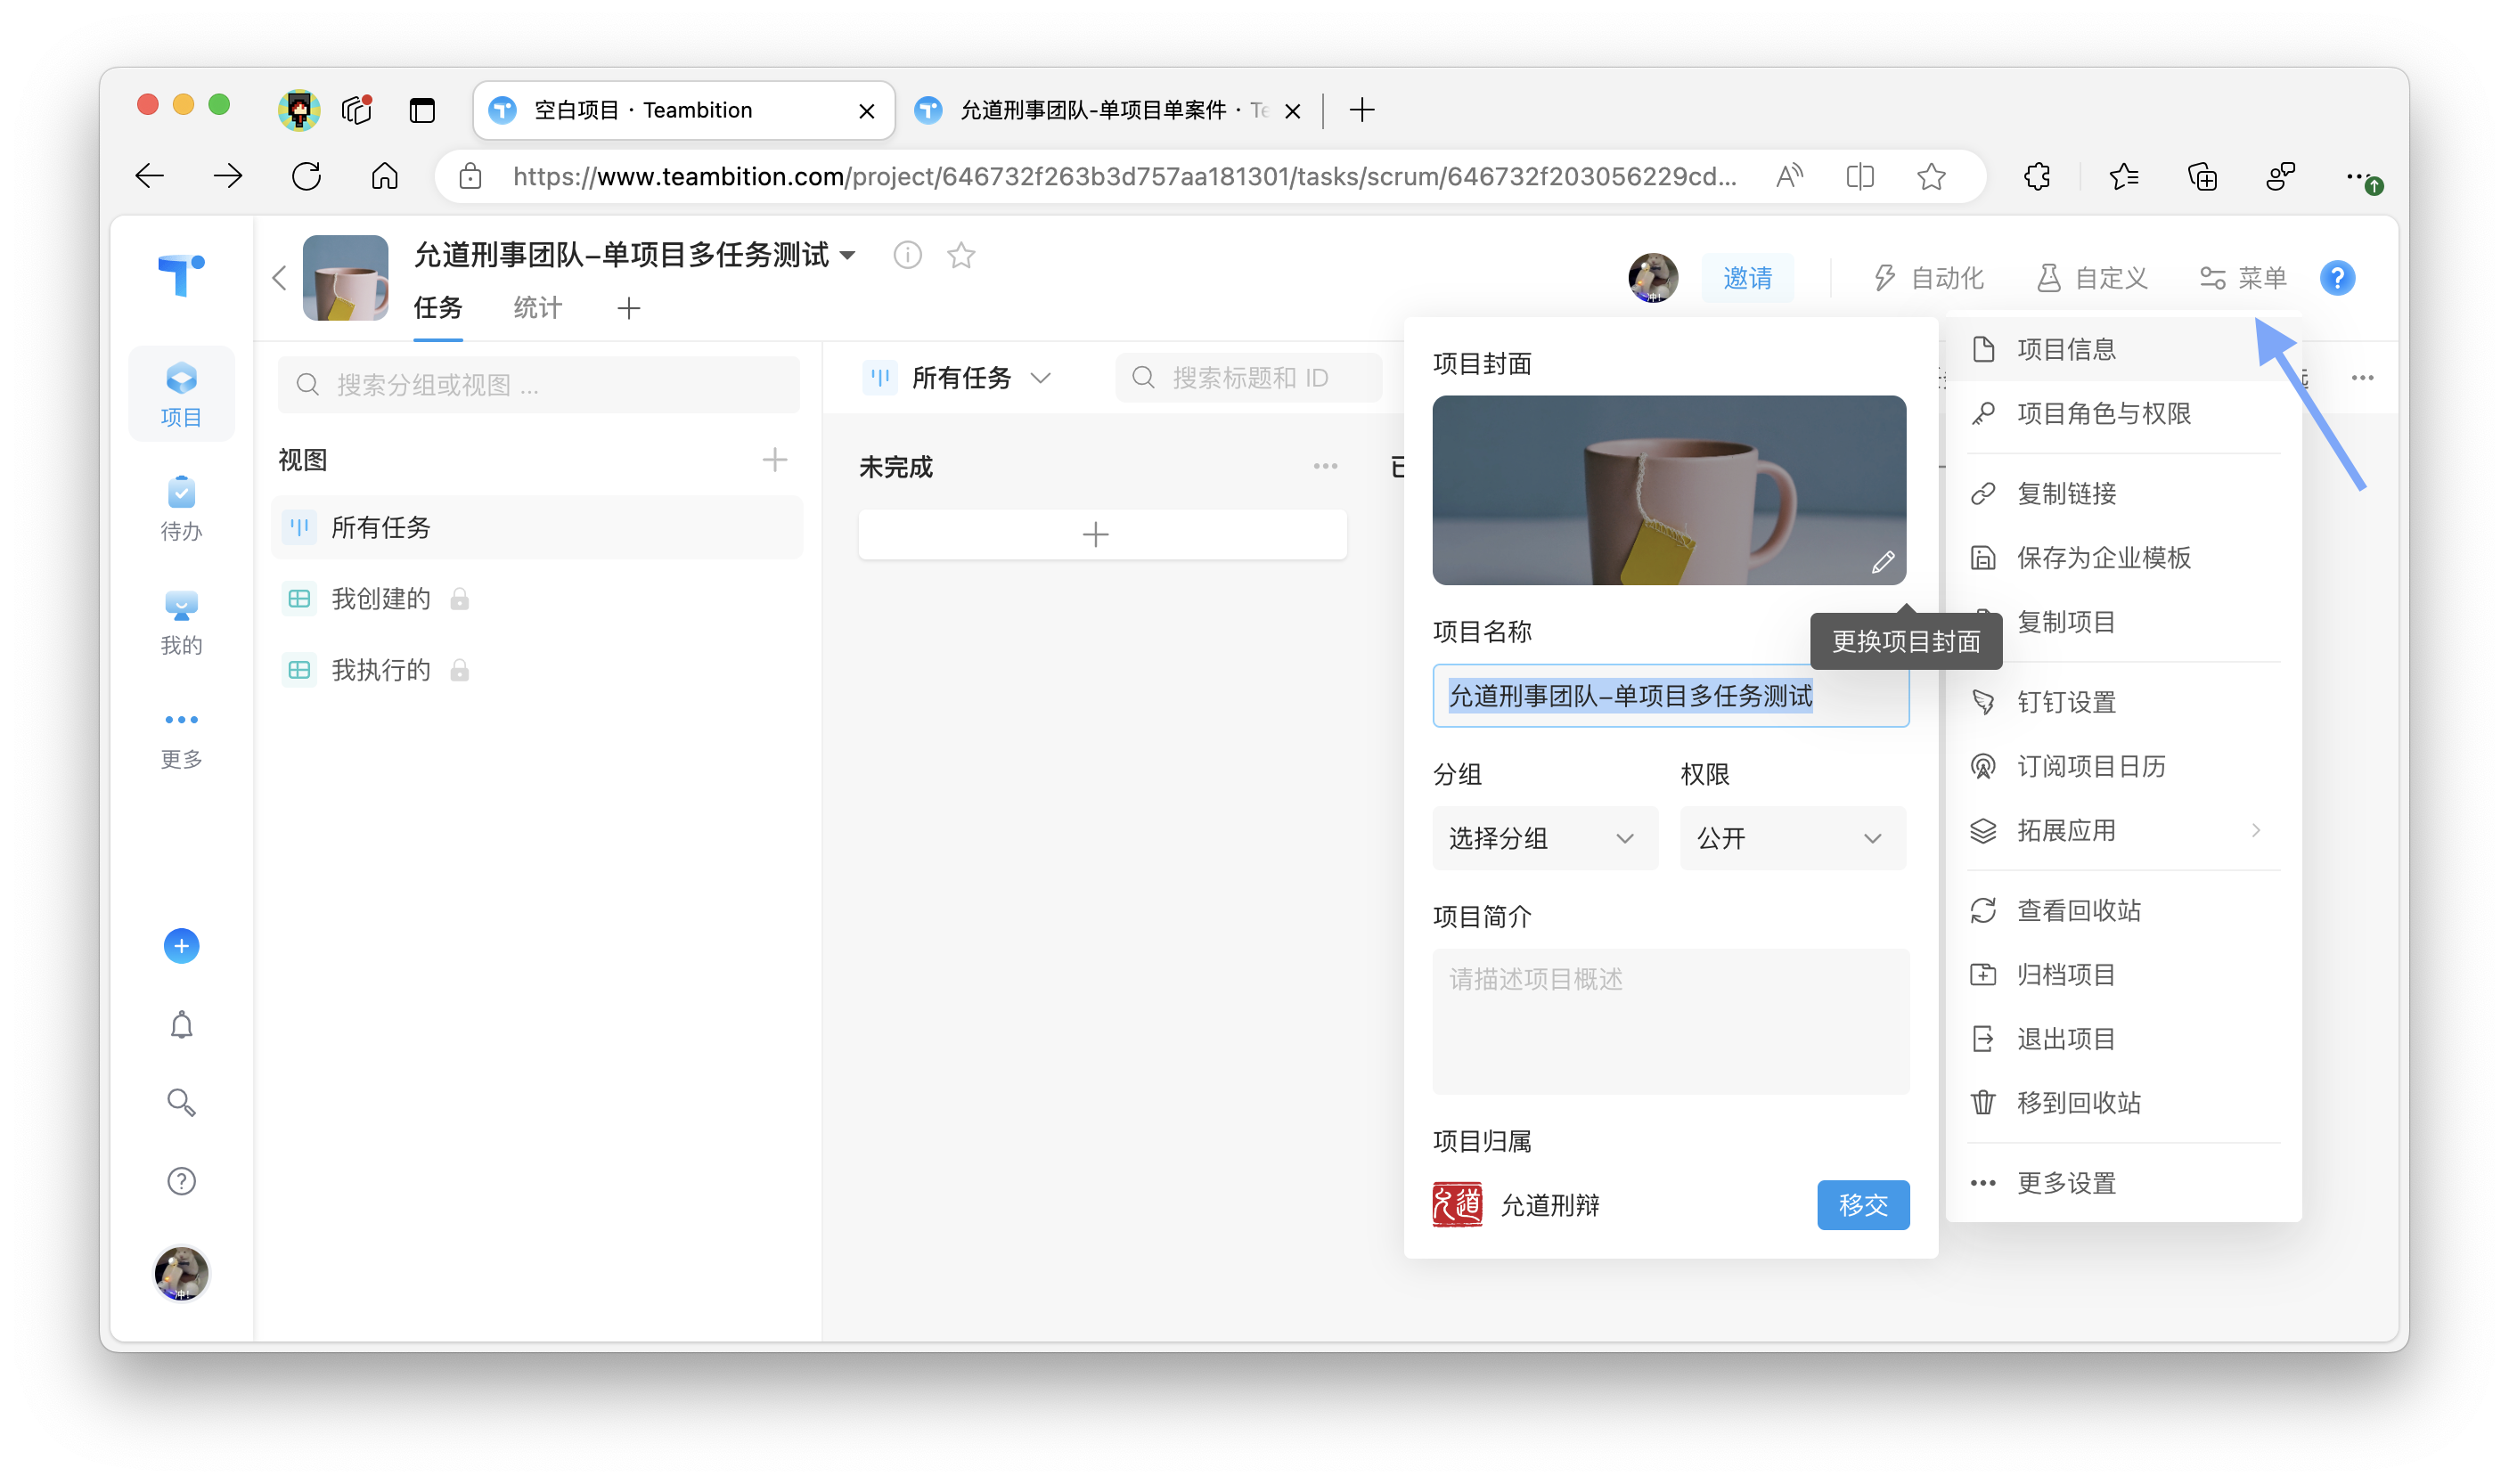 空白项目 · Teambition
允道刑事团队-单项目单案件 · Te
https://www.teambition.com/project/646732f263b3d757aa181301/tasks/scrum/646732f203056229cd...
允道刑事团队-单项目多任务测试
任务
统计
邀请
自动化
自定义
菜单
项目
待办
我的
更多
搜索分组或视图 ...
视图
所有任务
我创建的
我执行的
所有任务
搜索标题和 ID
未完成
项目封面
更换项目封面
项目名称
允道刑事团队-单项目多任务测试
分组
权限
选择分组
公开
项目简介
请描述项目概述
项目归属
允道
允道刑辩
移交
项目信息
项目角色与权限
复制链接
保存为企业模板
复制项目
钉钉设置
订阅项目日历
拓展应用
查看回收站
归档项目
退出项目
移到回收站
更多设置
冲!
冲!